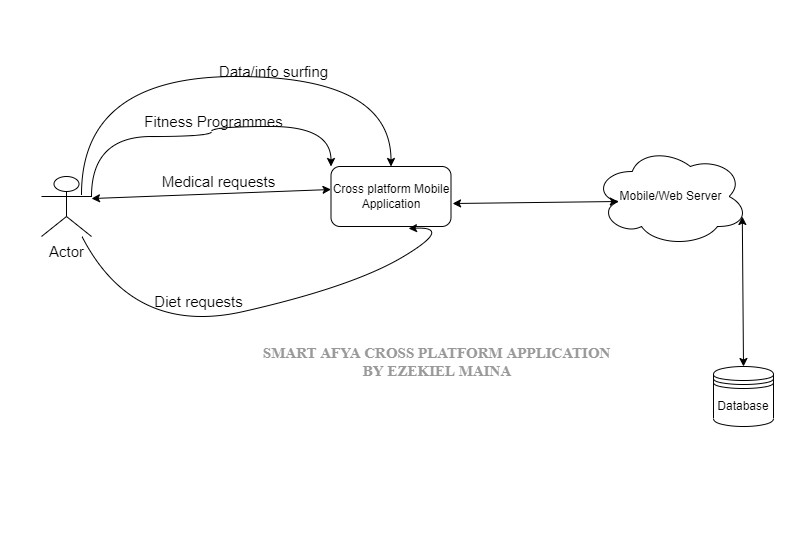 Data/info surfing
Fitness Programmes
Medical requests
Cross platform Mobile
Application
Mobile/Web Server
Actor
Diet requests
SMART AFYA CROSS PLATFORM APPLICATION
BY EZEKIEL MAINA
Database